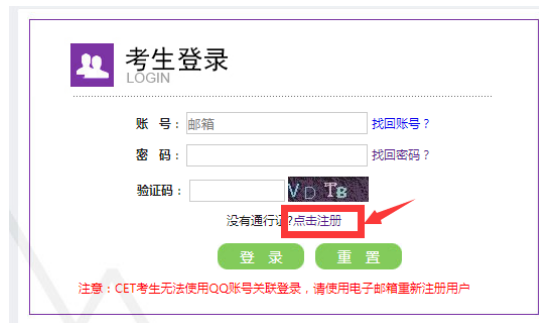 考生登录
LOGIN
账 号：邮箱 找回账号？
密 码： 找回密码？
验证码： VDTB
没有通行证?点击注册
登 录 重 置
注意：CET考生无法使用QQ账号关联登录，请使用电子邮箱重新注册用户